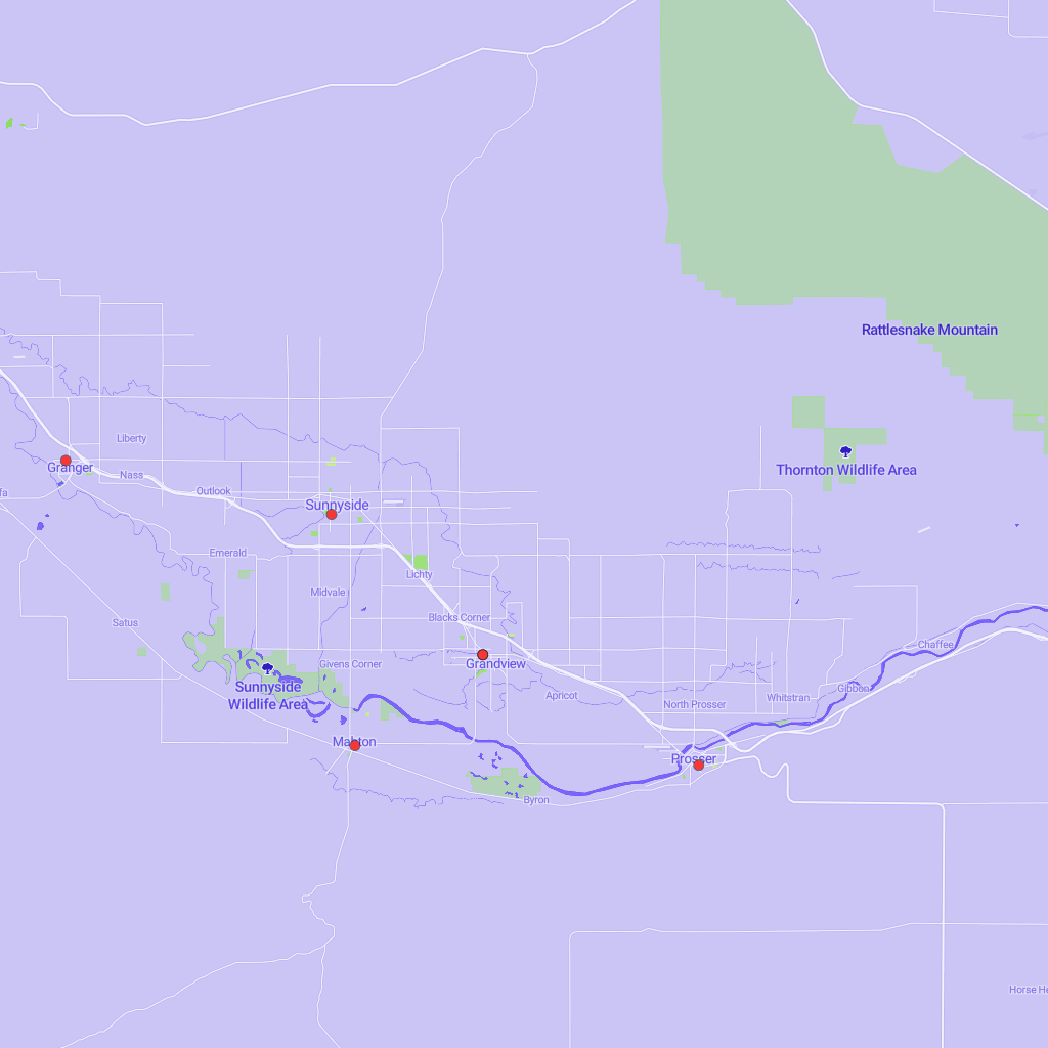 Rattlesnake Mountain
Liberty
Granger
Nass
Thornton Wildlife Area
Outlook
fa
Sunnyside
Emerald
Lichty
Midvale
Blacks Corner
Satus
Chaffee
Givens Corner
Grandview
Sunnyside
Wildlife Area
Apricot
Gibbon
Whitstran
North Prosser
Mabton
Prosser
Byron
Horse He